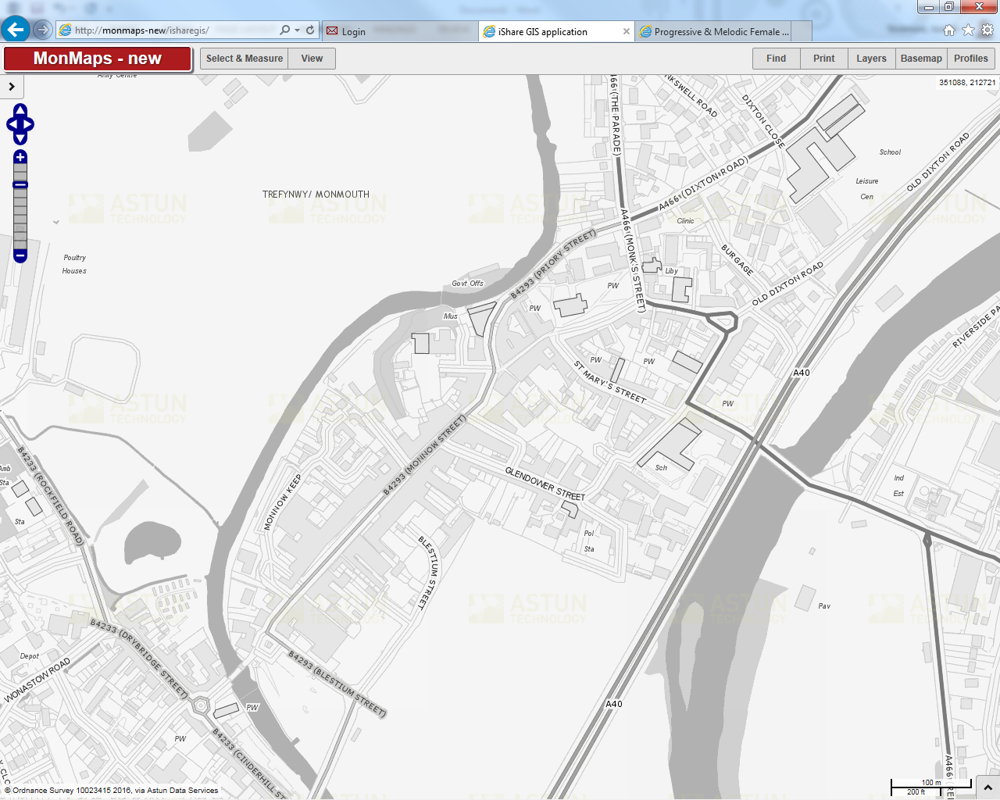 http://monmaps-new/isharegis/
Login
iShare GIS application
Progressive & Melodic Female ...
MonMaps - new
Select & Measure
View
Find
Print
Layers
Basemap
Profiles
351088, 212721
A466 (THE PARADE)
DIXTON CLOSE
School
OLD DIXTON ROAD
Leisure
Cen
A466 (DIXTON ROAD)
TREFYNWY/ MONMOUTH
ASTUN
TECHNOLOGY
Clinic
A466 (MONK'S STREET)
BURGAGE
B4293 (PRIORY STREET)
Poultry
Houses
Govt Offs
Liby
OLD DIXTON ROAD
PW
PW
Mus
RIVERSIDE PA
PW
PW
ST MARY'S STREET
A40
PW
B4293 (MONNOW STREET)
B4233 (ROCKFIELD ROAD)
Amb
Sta
MONNOW KEEP
GLENDOWER STREET
Sch
Ind
Est
Sta
Pol
Sta
BLESTIUM STREET
Pav
B4233 (DRYBRIDGE STREET)
Depot
WONASTOW ROAD
B4293 (BLESTIUM STREET)
A40
PW
PW
B4233 (CINDERHILL ST
© Ordnance Survey 10023415 2016, via Astun Data Services
100 m
200 ft